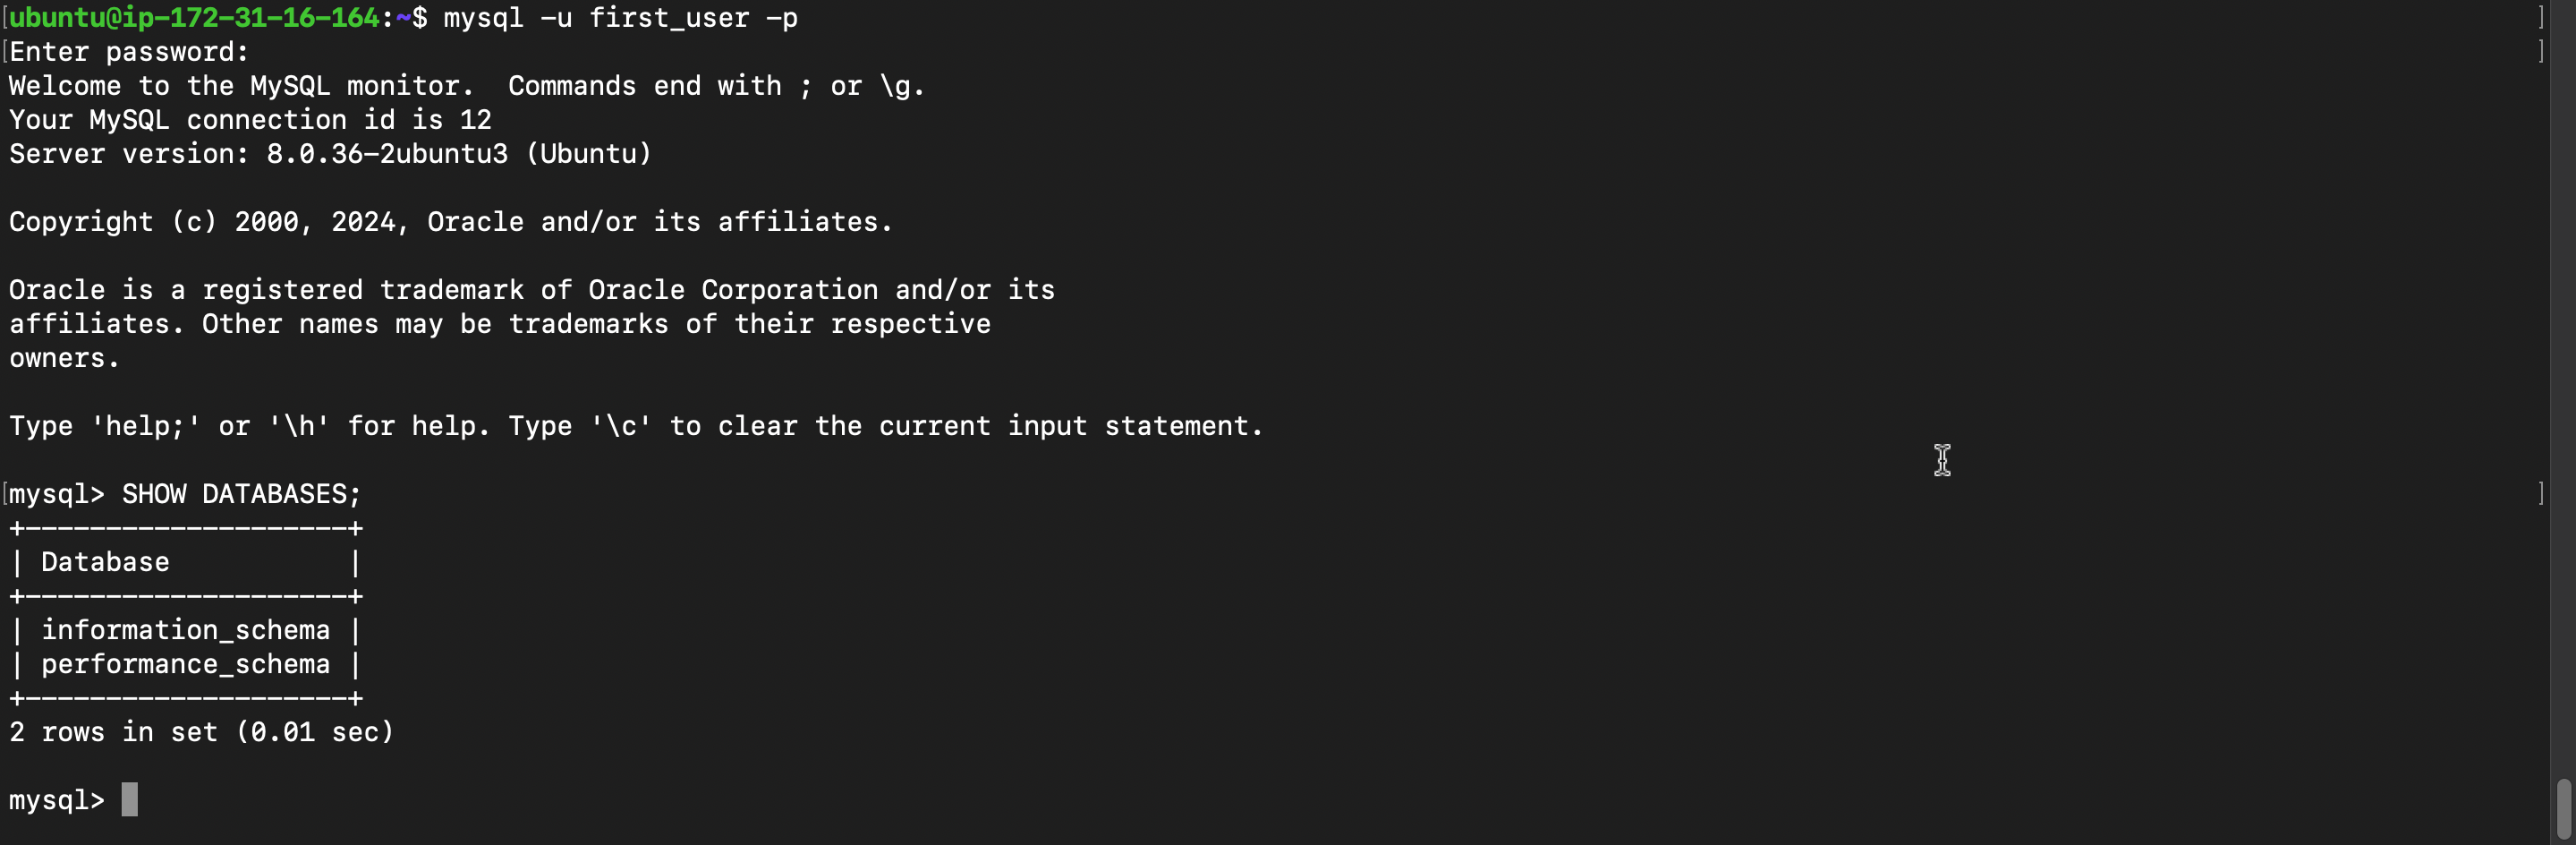 [ubuntu@ip-172-31-16-164:~$ mysql -u first_user -p ]
[Enter password: ]
Welcome to the MySQL monitor.  Commands end with ; or \g.
Your MySQL connection id is 12
Server version: 8.0.36-2ubuntu3 (Ubuntu)
Copyright (c) 2000, 2024, Oracle and/or its affiliates.
Oracle is a registered trademark of Oracle Corporation and/or its
affiliates. Other names may be trademarks of their respective
owners.
Type 'help;' or '\h' for help. Type '\c' to clear the current input statement.
[mysql> SHOW DATABASES; ]
+--------------------+
| Database           |
+--------------------+
| information_schema |
| performance_schema |
+--------------------+
2 rows in set (0.01 sec)
mysql>